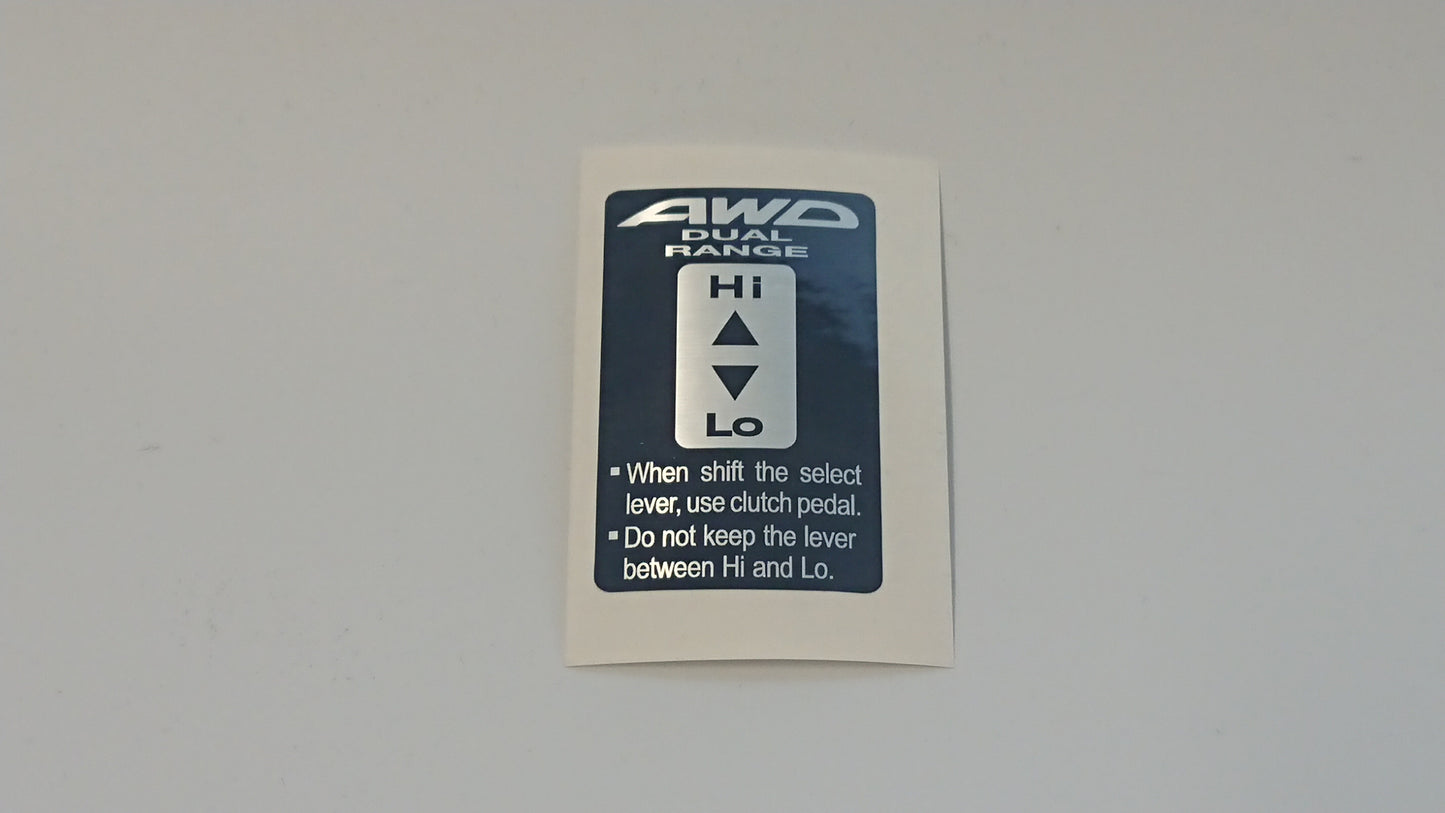 AWD
DUAL
RANGE
Hi
Lo
When shift the select
lever, use clutch pedal.
Do not keep the lever
between Hi and Lo.